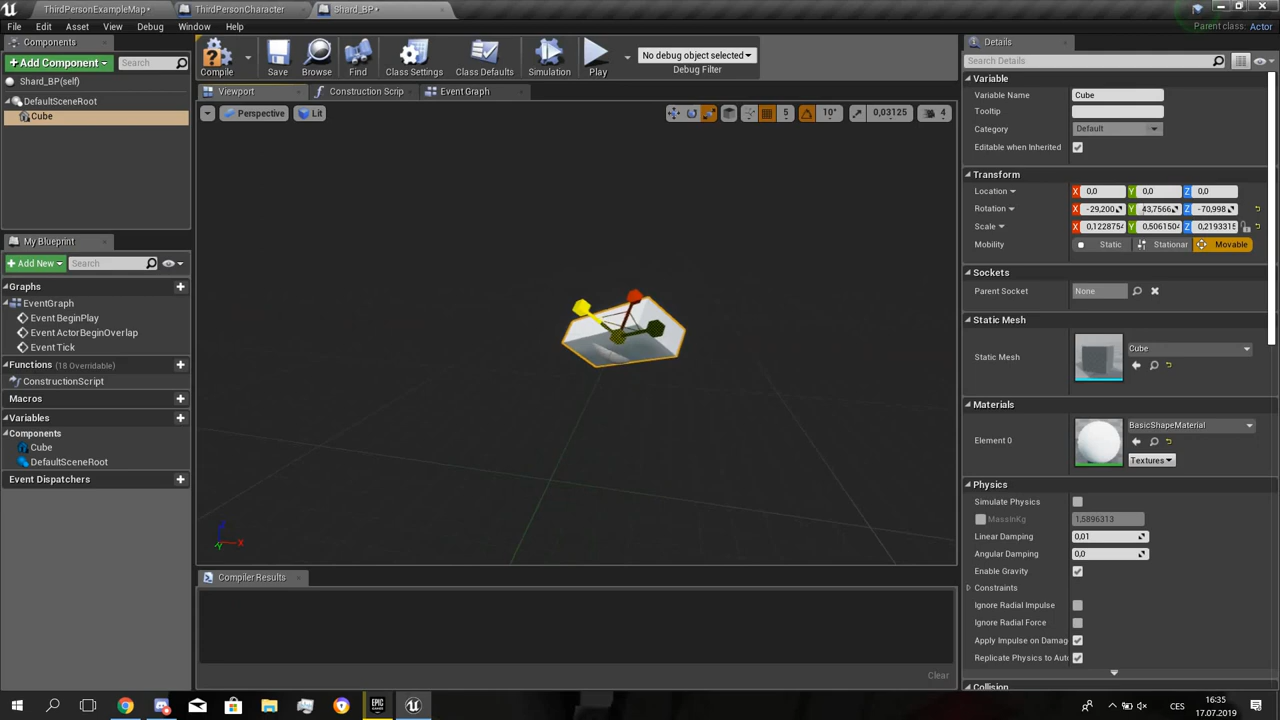 ThirdPersonExampleMap*
ThirdPersonCharacter
Shard_BP*
File Edit Asset View Debug Window Help
Parent class: Actor
Components
+ Add Component
Search
Shard_BP(self)
DefaultSceneRoot
Cube
My Blueprint
+ Add New
Search
Graphs
EventGraph
Event BeginPlay
Event ActorBeginOverlap
Event Tick
Functions (18 Overridable)
ConstructionScript
Macros
Variables
Components
Cube
DefaultSceneRoot
Event Dispatchers
Compile
Save
Browse
Find
Class Settings
Class Defaults
Simulation
Play
No debug object selected
Debug Filter
Viewport
Construction Scrip
Event Graph
Perspective
Lit
5
10°
0,03125
4
X
Y
Z
Compiler Results
Clear
Details
Search Details
Variable
Variable Name Cube
Tooltip
Category Default
Editable when Inherited
Transform
Location X 0,0 Y 0,0 Z 0,0
Rotation X -29,200 Y 43,7566 Z -70,998
Scale X 0,122875 Y 0,506150 Z 0,219331
Mobility Static Stationar Movable
Sockets
Parent Socket None
Static Mesh
Static Mesh Cube
Materials
Element 0 BasicShapeMaterial
Textures
Physics
Simulate Physics
MassInKg 1,5896313
Linear Damping 0,01
Angular Damping 0,0
Enable Gravity
Constraints
Ignore Radial Impulse
Ignore Radial Force
Apply Impulse on Damag
Replicate Physics to Aut
Collision
EPIC GAMES
CES
16:35
17.07.2019